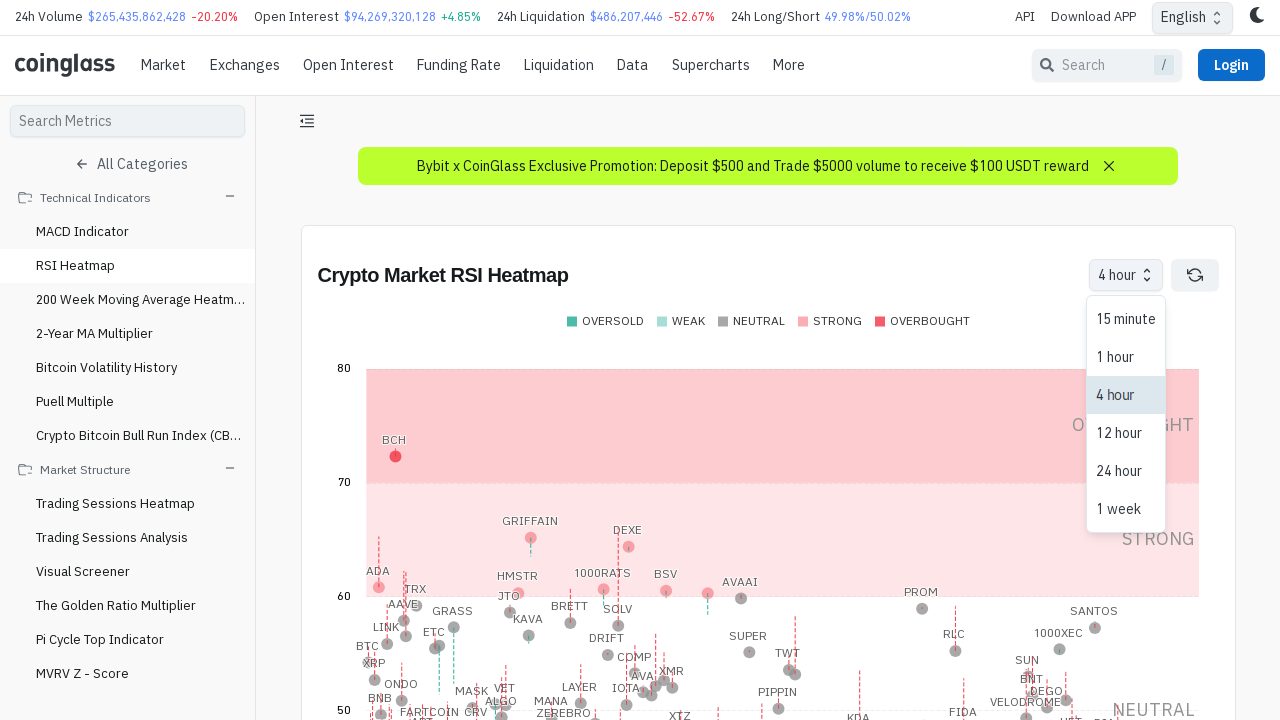 24h Volume $265,435,862,428 -20.20% Open Interest $94,269,320,128 +4.85% 24h Liquidation $486,207,446 -52.67% 24h Long/Short 49.98%/50.02% API Download APP English
coinglass Market Exchanges Open Interest Funding Rate Liquidation Data Supercharts More Search / Login
Search Metrics
All Categories
Technical Indicators
MACD Indicator
RSI Heatmap
200 Week Moving Average Heatm...
2-Year MA Multiplier
Bitcoin Volatility History
Puell Multiple
Crypto Bitcoin Bull Run Index (CB...
Market Structure
Trading Sessions Heatmap
Trading Sessions Analysis
Visual Screener
The Golden Ratio Multiplier
Pi Cycle Top Indicator
MVRV Z - Score
Bybit x CoinGlass Exclusive Promotion: Deposit $500 and Trade $5000 volume to receive $100 USDT reward
Crypto Market RSI Heatmap
4 hour
15 minute
1 hour
4 hour
12 hour
24 hour
1 week
OVERSOLD WEAK NEUTRAL STRONG OVERBOUGHT
80
BCH
70
GRIFFAIN
DEXE
STRONG
ADA
HMSTR
1000RATS
BSV
AVAAI
TRX
JTO
PROM
60
AAVE
GRASS
BRETT
SOLV
SANTOS
LINK
ETC
KAVA
1000XEC
BTC
DRIFT
SUPER
RLC
XRP
COMP
TWT
SUN
ONDO
AVA
XMR
BNT
BNB
MASK
VET
LAYER
IOTA
PIPPIN
DEGO
ALGO
MANA
VELODROME
50
FARTCOIN
CRV
ZEREBRO
XTZ
KDA
FIDA
NEUTRAL